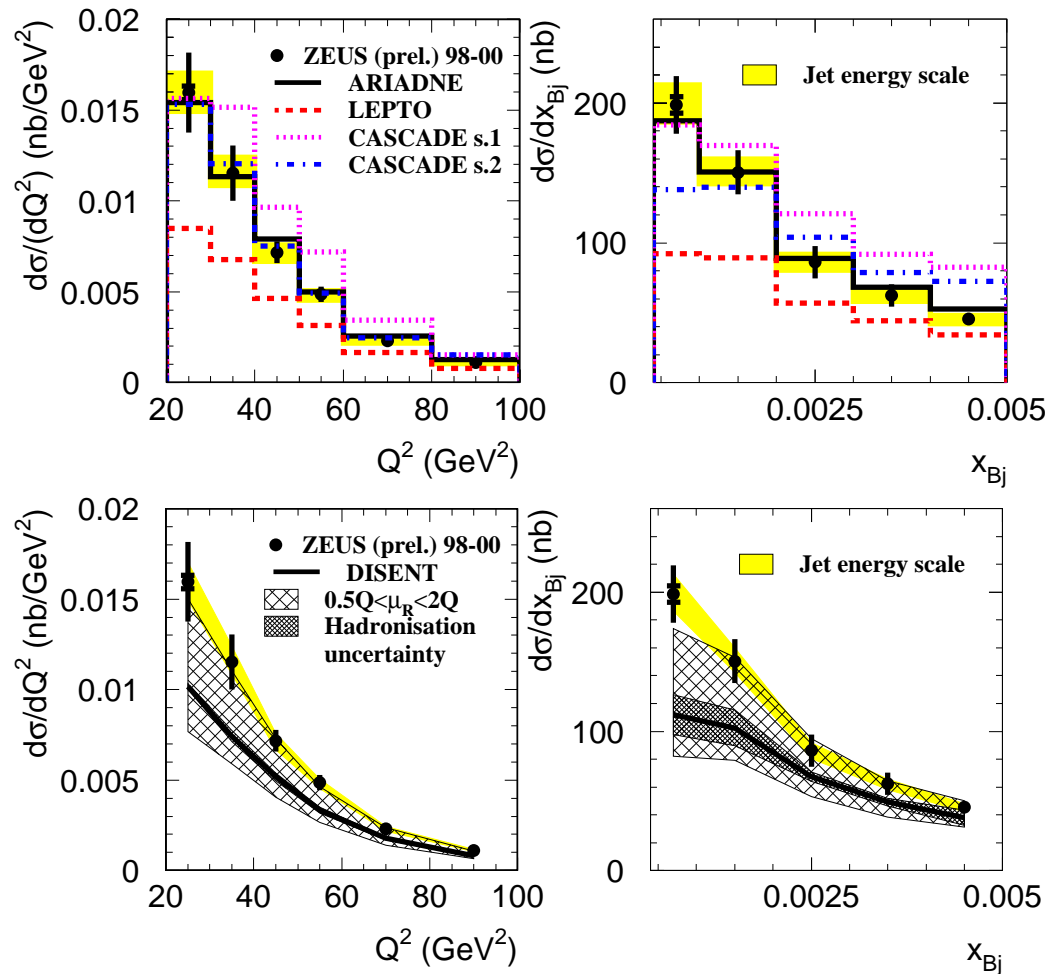 dσ/(dQ²) (nb/GeV²)
0.02
0.015
0.01
0.005
0
ZEUS (prel.) 98-00
ARIADNE
LEPTO
CASCADE s.1
CASCADE s.2
20 40 60 80 100
Q² (GeV²)
dσ/dx_Bj (nb)
200
100
0
Jet energy scale
0.0025 0.005
x_Bj
dσ/dQ² (nb/GeV²)
0.02
0.015
0.01
0.005
0
ZEUS (prel.) 98-00
DISENT
0.5Q<μ_R<2Q
Hadronisation
uncertainty
20 40 60 80 100
Q² (GeV²)
dσ/dx_Bj (nb)
200
100
0
Jet energy scale
0.0025 0.005
x_Bj